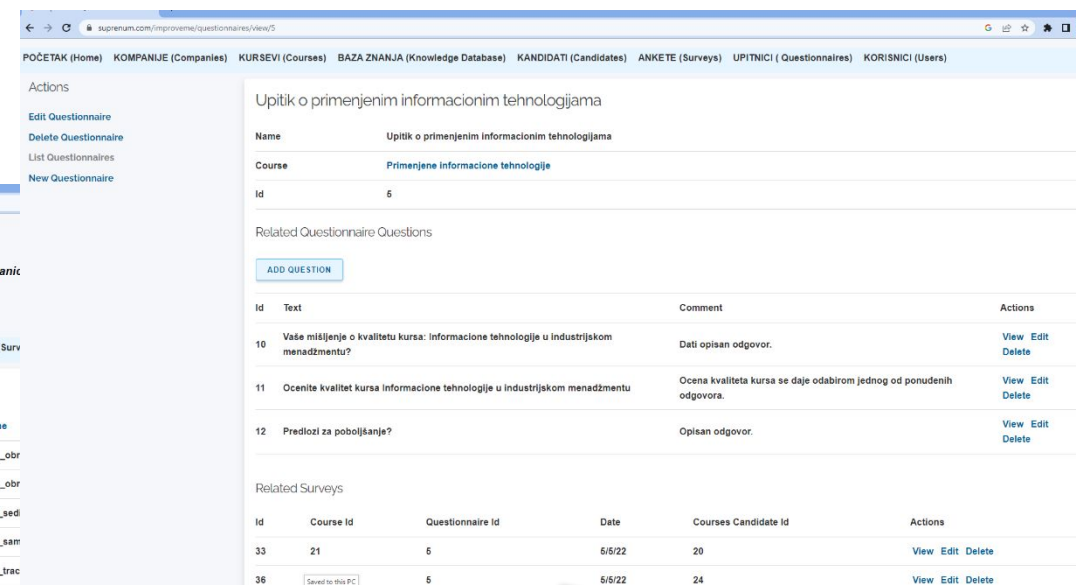 suprenum.com/improveme/questionnaires/view/5
POČETAK (Home) KOMPANIJE (Companies) KURSEVI (Courses) BAZA ZNANJA (Knowledge Database) KANDIDATI (Candidates) ANKETE (Surveys) UPITNICI ( Questionnaires) KORISNICI (Users)
Actions
Edit Questionnaire
Delete Questionnaire
List Questionnaires
New Questionnaire
Upitik o primenjenim informacionim tehnologijama
Name Upitik o primenjenim informacionim tehnologijama
Course Primenjene informacione tehnologije
Id 5
Related Questionnaire Questions
ADD QUESTION
Id Text Comment Actions
10 Vaše mišljenje o kvalitetu kursa: Informacione tehnologije u industrijskom menadžmentu? Dati opisan odgovor. View Edit
Delete
11 Ocenite kvalitet kursa Informacione tehnologije u industrijskom menadžmentu Ocena kvaliteta kursa se daje odabirom jednog od ponuđenih odgovora. View Edit
Delete
12 Predlozi za poboljšanje? Opisan odgovor. View Edit
Delete
Related Surveys
Id Course Id Questionnaire Id Date Courses Candidate Id Actions
33 21 5 5/5/22 20 View Edit Delete
36 Saved to this PC 5 5/5/22 24 View Edit Delete
anic
Surv
_obr
_obr
_sedi
_sam
_trac